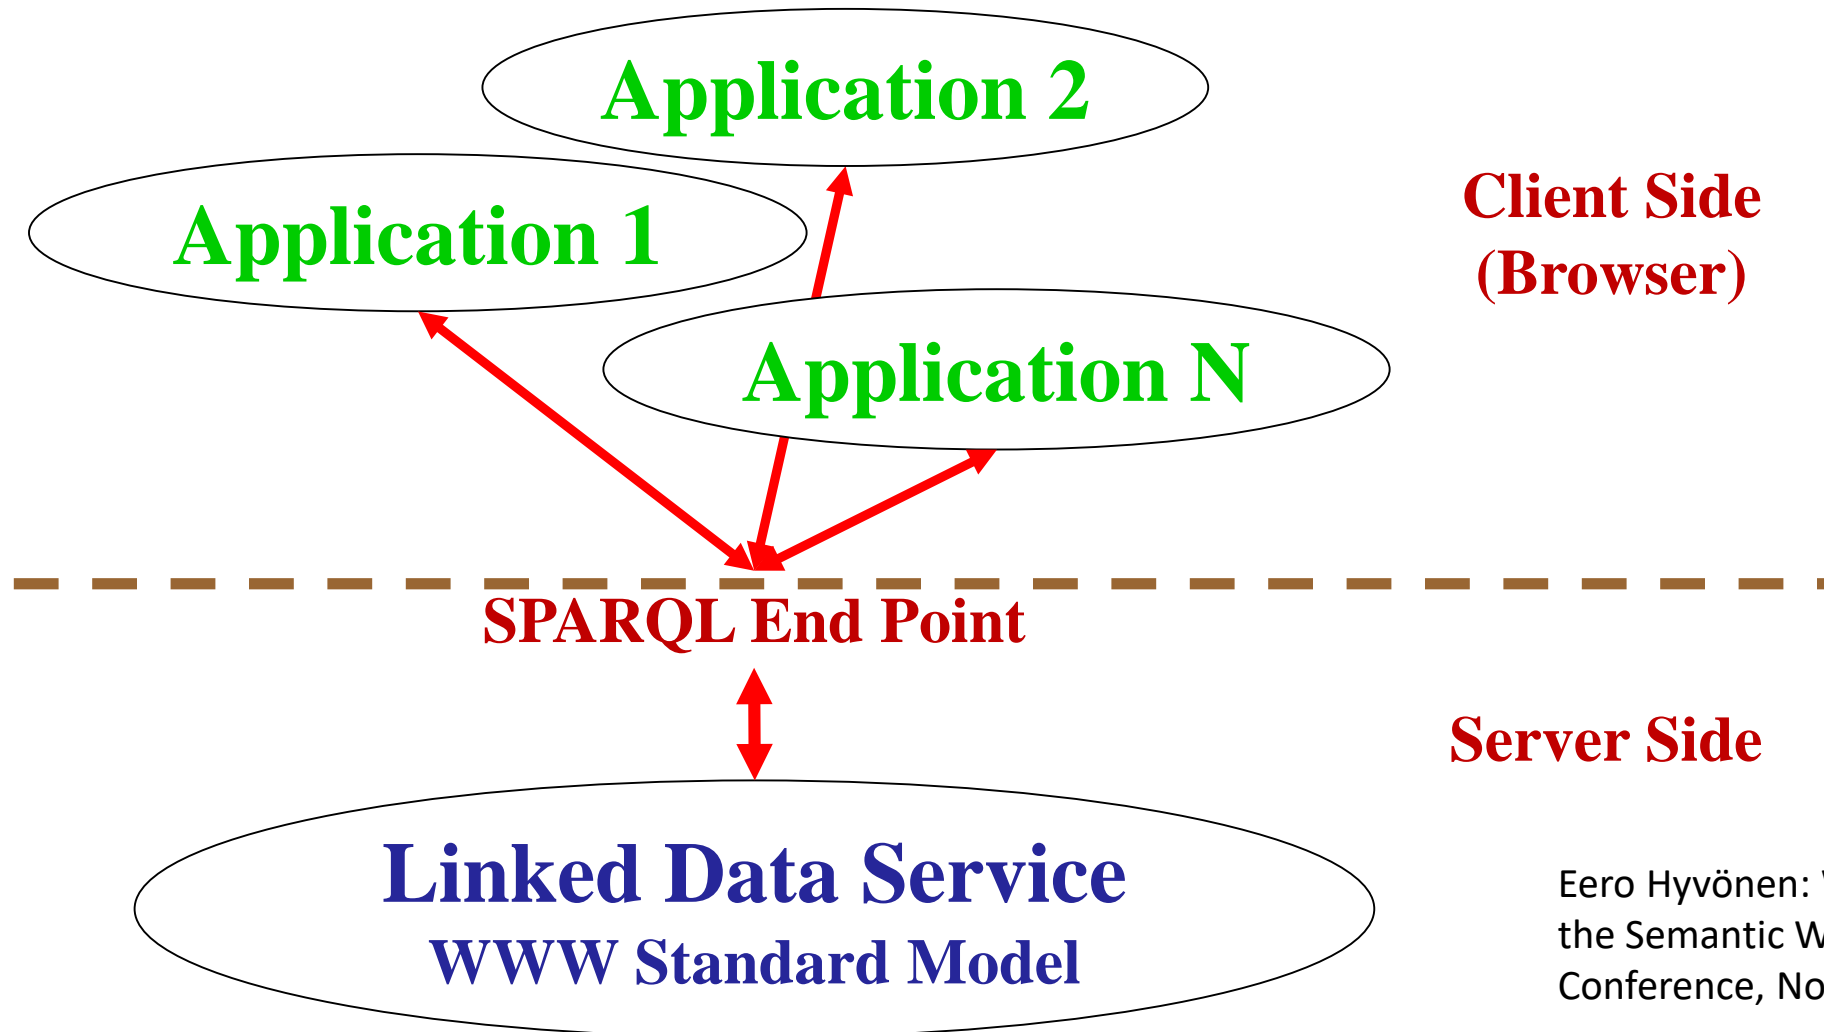 Application 2
Application 1
Client Side
(Browser)
Application N
SPARQL End Point
Server Side
Linked Data Service
WWW Standard Model
Eero Hyvönen:
the Semantic
Conference,